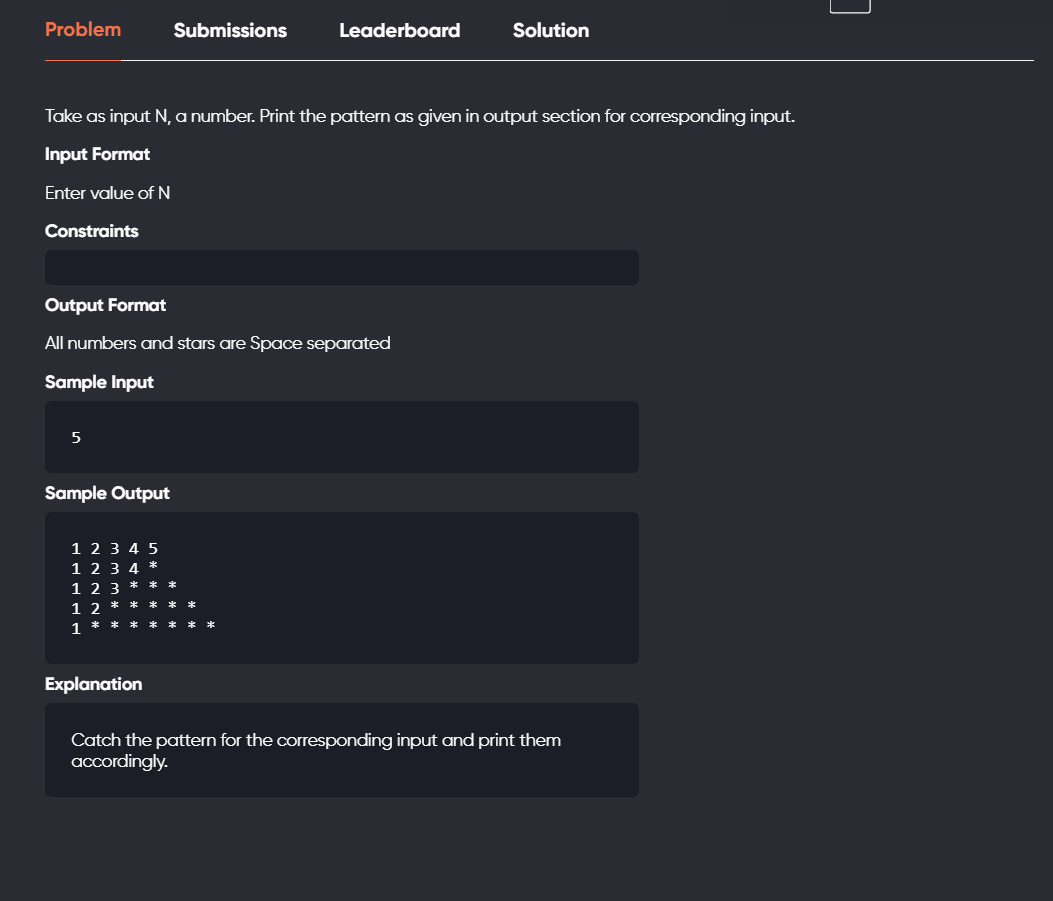 Problem Submissions Leaderboard Solution
Take as input N, a number. Print the pattern as given in output section for corresponding input.
Input Format
Enter value of N
Constraints
Output Format
All numbers and stars are Space separated
Sample Input
5
Sample Output
1 2 3 4 5
1 2 3 4 *
1 2 3 * * *
1 2 * * * * *
1 * * * * * * *
Explanation
Catch the pattern for the corresponding input and print them
accordingly.